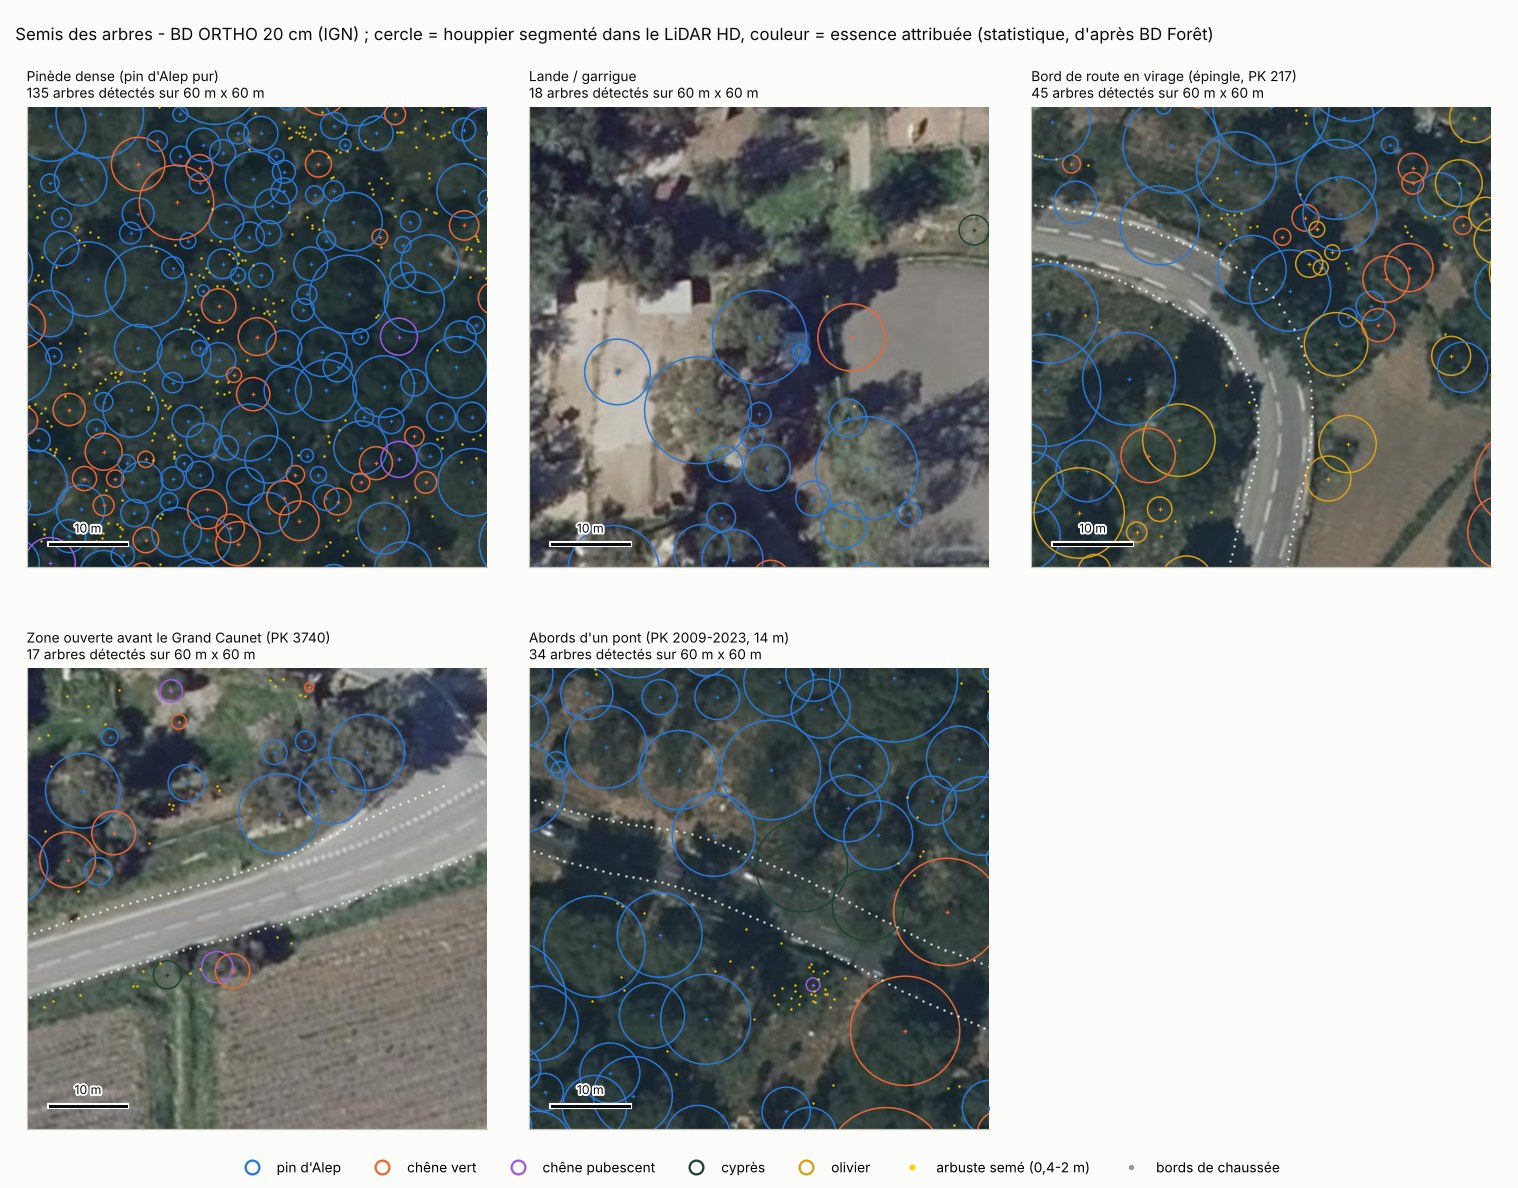 Semis des arbres - BD ORTHO 20 cm (IGN) ; cercle = houppier segmenté dans le LiDAR HD, couleur = essence attribuée (statistique, d'après BD Forêt)
Pinède dense (pin d'Alep pur)
135 arbres détectés sur 60 m x 60 m
10 m
Lande / garrigue
18 arbres détectés sur 60 m x 60 m
10 m
Bord de route en virage (épingle, PK 217)
45 arbres détectés sur 60 m x 60 m
10 m
Zone ouverte avant le Grand Caunet (PK 3740)
17 arbres détectés sur 60 m x 60 m
10 m
Abords d'un pont (PK 2009-2023, 14 m)
34 arbres détectés sur 60 m x 60 m
10 m
pin d'Alep chêne vert chêne pubescent cyprès olivier arbuste semé (0,4-2 m) bords de chaussée